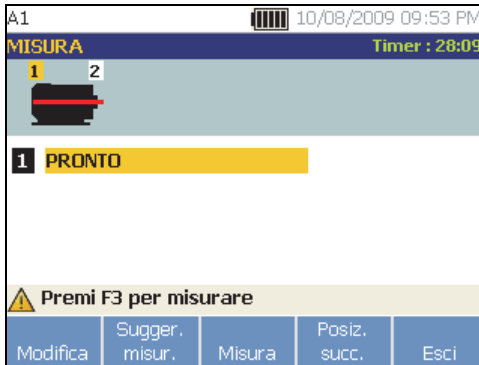 A1 10/08/2009 09:53 PM
MISURA Timer : 28:09
1 2
1 PRONTO
Premi F3 per misurare
Modifica Sugger. misur. Misura Posiz. succ. Esci